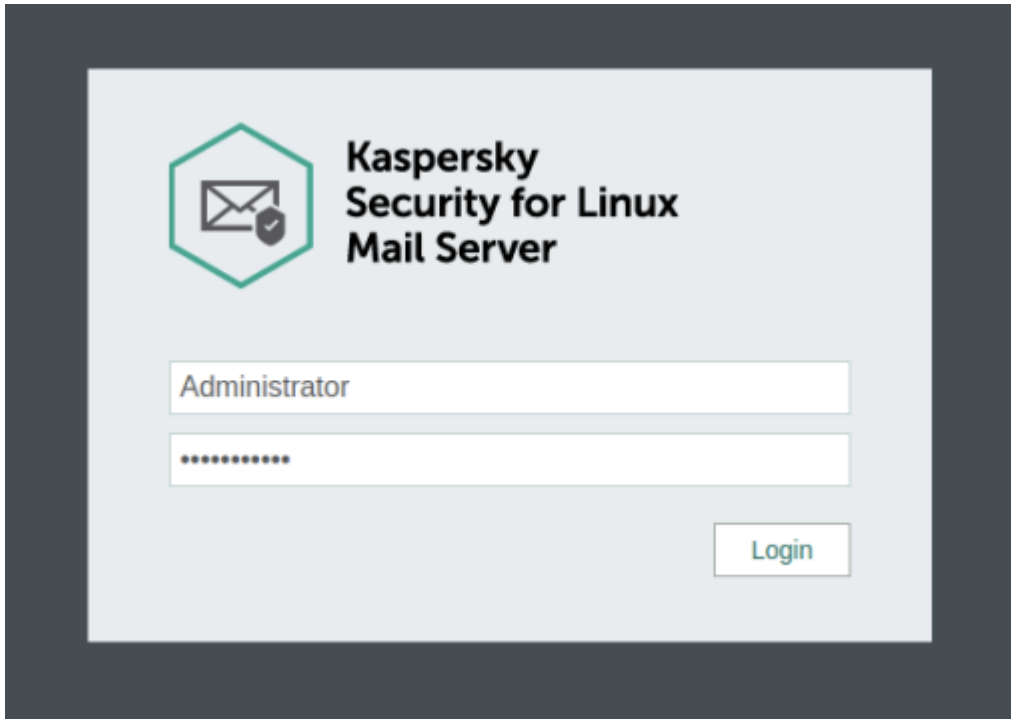 Kaspersky
Security for Linux
Mail Server
Administrator
•••••••••••
Login